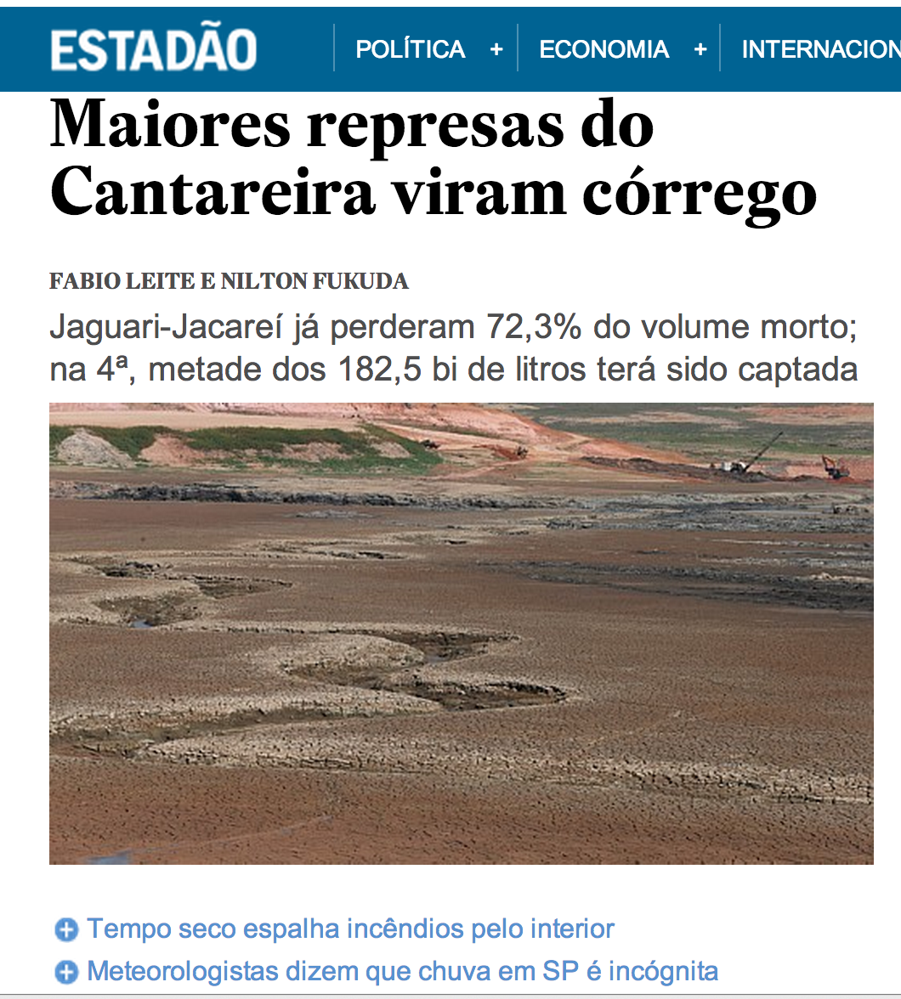 ESTADÃO
POLÍTICA + ECONOMIA + INTERNACION
Maiores represas do
Cantareira viram córrego
FABIO LEITE E NILTON FUKUDA
Jaguari-Jacareí já perderam 72,3% do volume morto;
na 4ª, metade dos 182,5 bi de litros terá sido captada
Tempo seco espalha incêndios pelo interior
Meteorologistas dizem que chuva em SP é incógnita